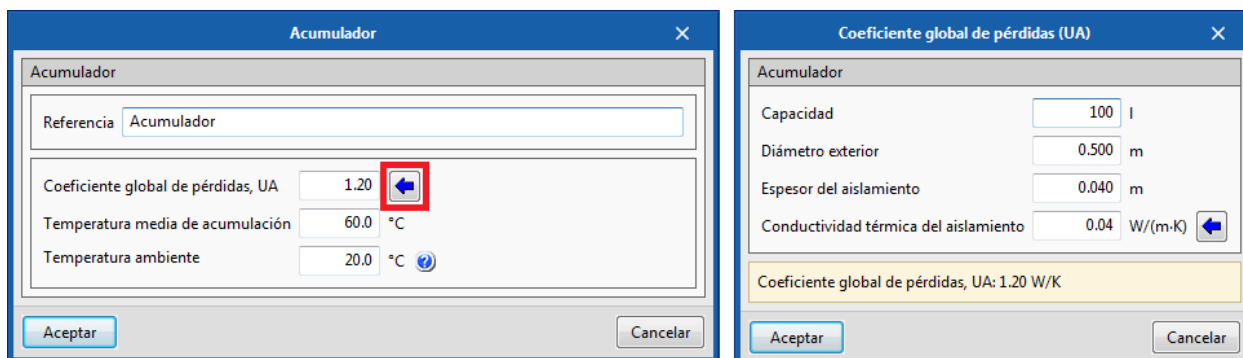 Acumulador
Acumulador
Referencia Acumulador
Coeficiente global de pérdidas, UA 1.20
Temperatura media de acumulación 60.0 °C
Temperatura ambiente 20.0 °C ?
Aceptar Cancelar
Coeficiente global de pérdidas (UA)
Acumulador
Capacidad 100 l
Diámetro exterior 0.500 m
Espesor del aislamiento 0.040 m
Conductividad térmica del aislamiento 0.04 W/(m·K)
Coeficiente global de pérdidas, UA: 1.20 W/K
Aceptar Cancelar